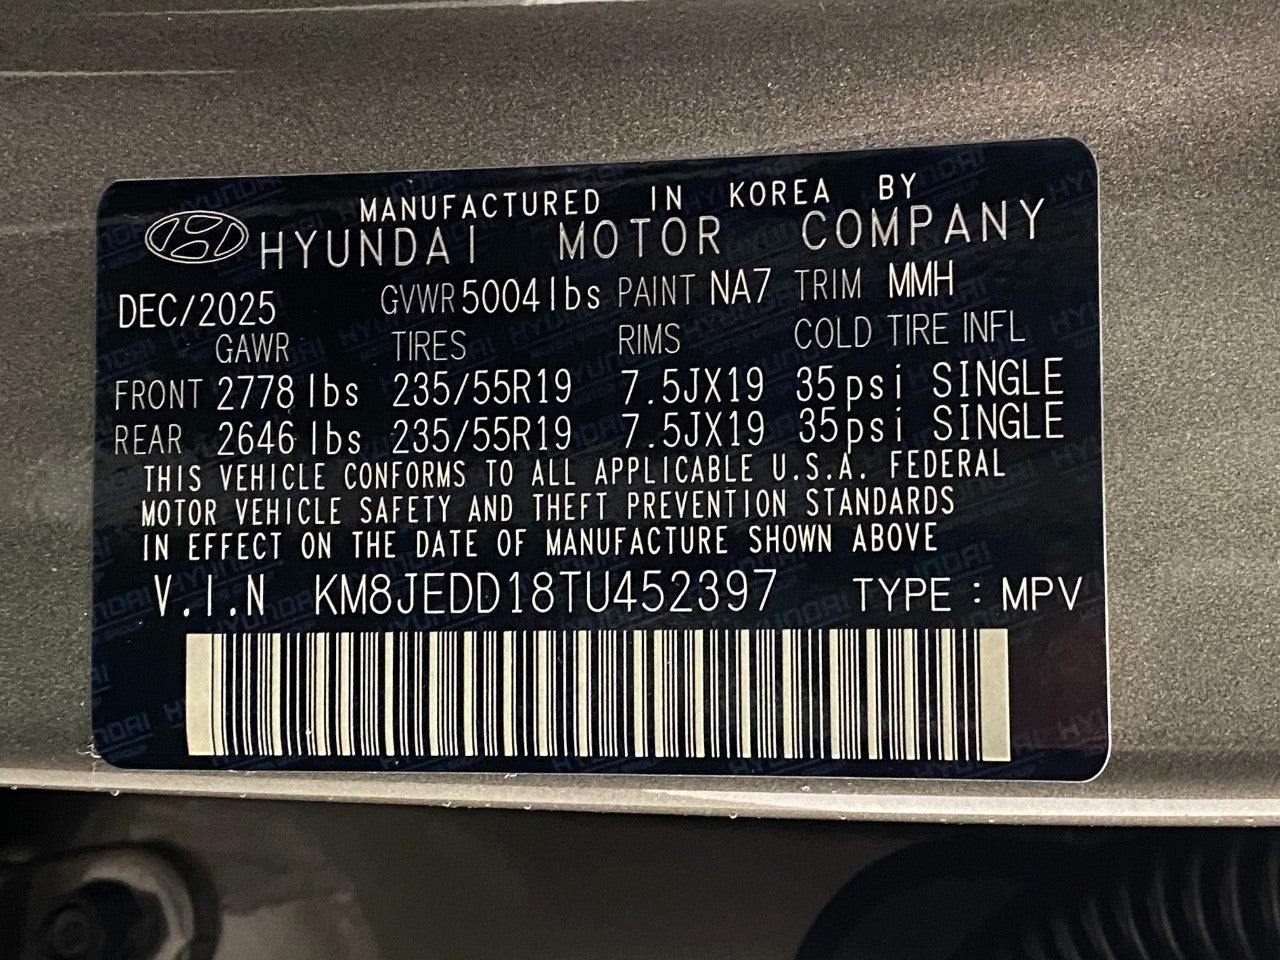 MANUFACTURED IN KOREA BY
HYUNDAI MOTOR COMPANY
DEC/2025 GVWR 5004lbs PAINT NA7 TRIM MMH
GAWR TIRES RIMS COLD TIRE INFL
FRONT 2778 lbs 235/55R19 7.5JX19 35psi SINGLE
REAR 2646 lbs 235/55R19 7.5JX19 35psi SINGLE
THIS VEHICLE CONFORMS TO ALL APPLICABLE U.S.A. FEDERAL
MOTOR VEHICLE SAFETY AND THEFT PREVENTION STANDARDS
IN EFFECT ON THE DATE OF MANUFACTURE SHOWN ABOVE
V.I.N KM8JEDD18TU452397 TYPE : MPV